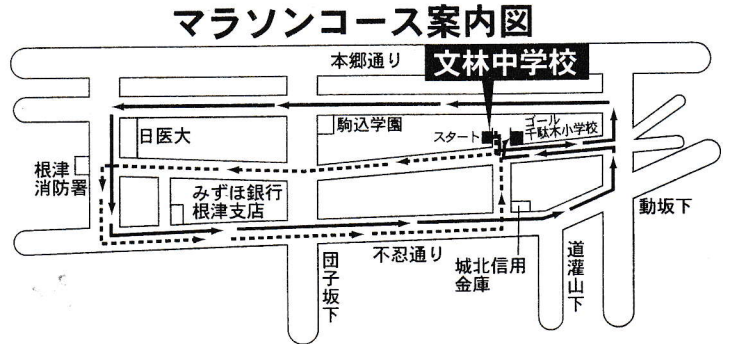 マラソンコース案内図
本郷通り
文林中学校
日医大
駒込学園
スタート
ゴール
千駄木小学校
根津
消防署
みずほ銀行
根津支店
動坂下
不忍通り
団子坂下
城北信用
金庫
道灌山下